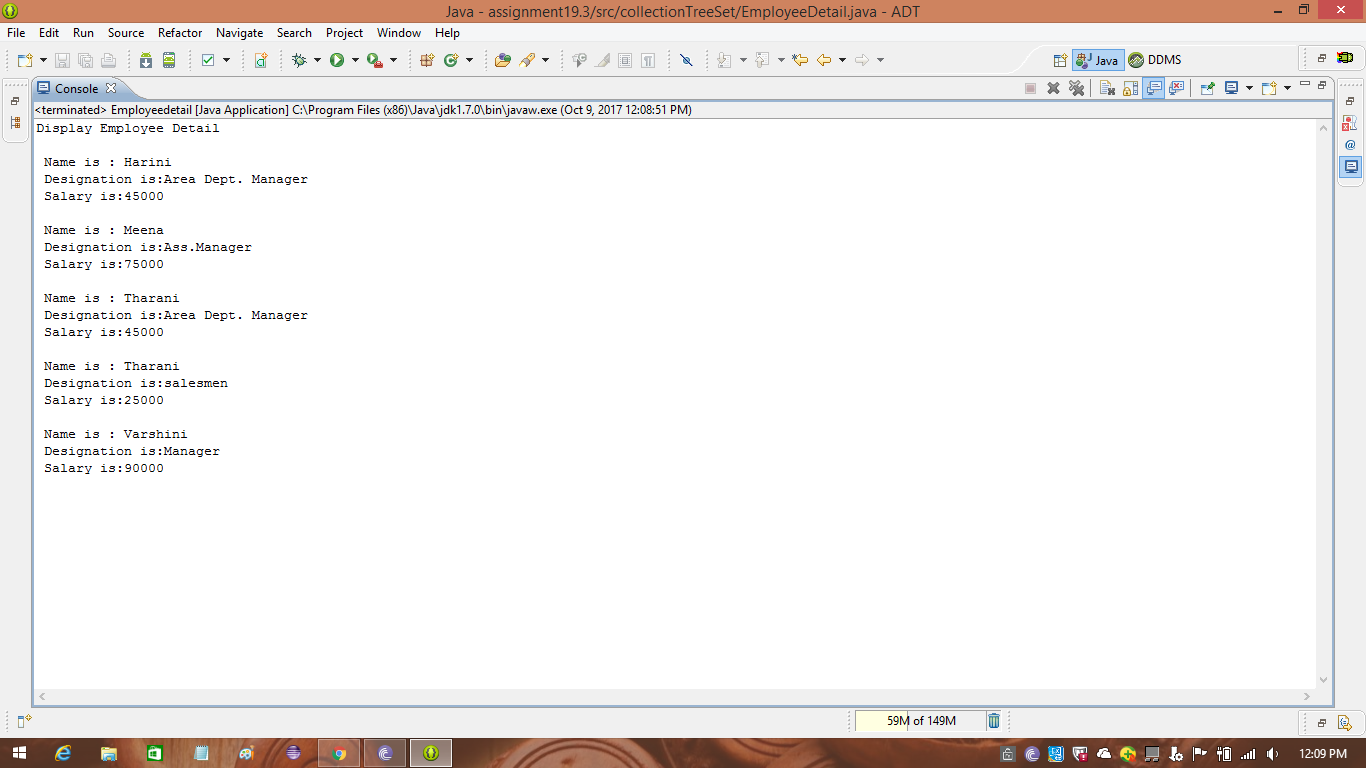 Java - assignment19.3/src/collectionTreeSet/EmployeeDetail.java - ADT
File Edit Run Source Refactor Navigate Search Project Window Help
Java DDMS
Console
<terminated> Employeedetail [Java Application] C:\Program Files (x86)\Java\jdk1.7.0\bin\javaw.exe (Oct 9, 2017 12:08:51 PM)
Display Employee Detail
Name is : Harini
Designation is:Area Dept. Manager
Salary is:45000
Name is : Meena
Designation is:Ass.Manager
Salary is:75000
Name is : Tharani
Designation is:Area Dept. Manager
Salary is:45000
Name is : Tharani
Designation is:salesmen
Salary is:25000
Name is : Varshini
Designation is:Manager
Salary is:90000
59M of 149M
12:09 PM